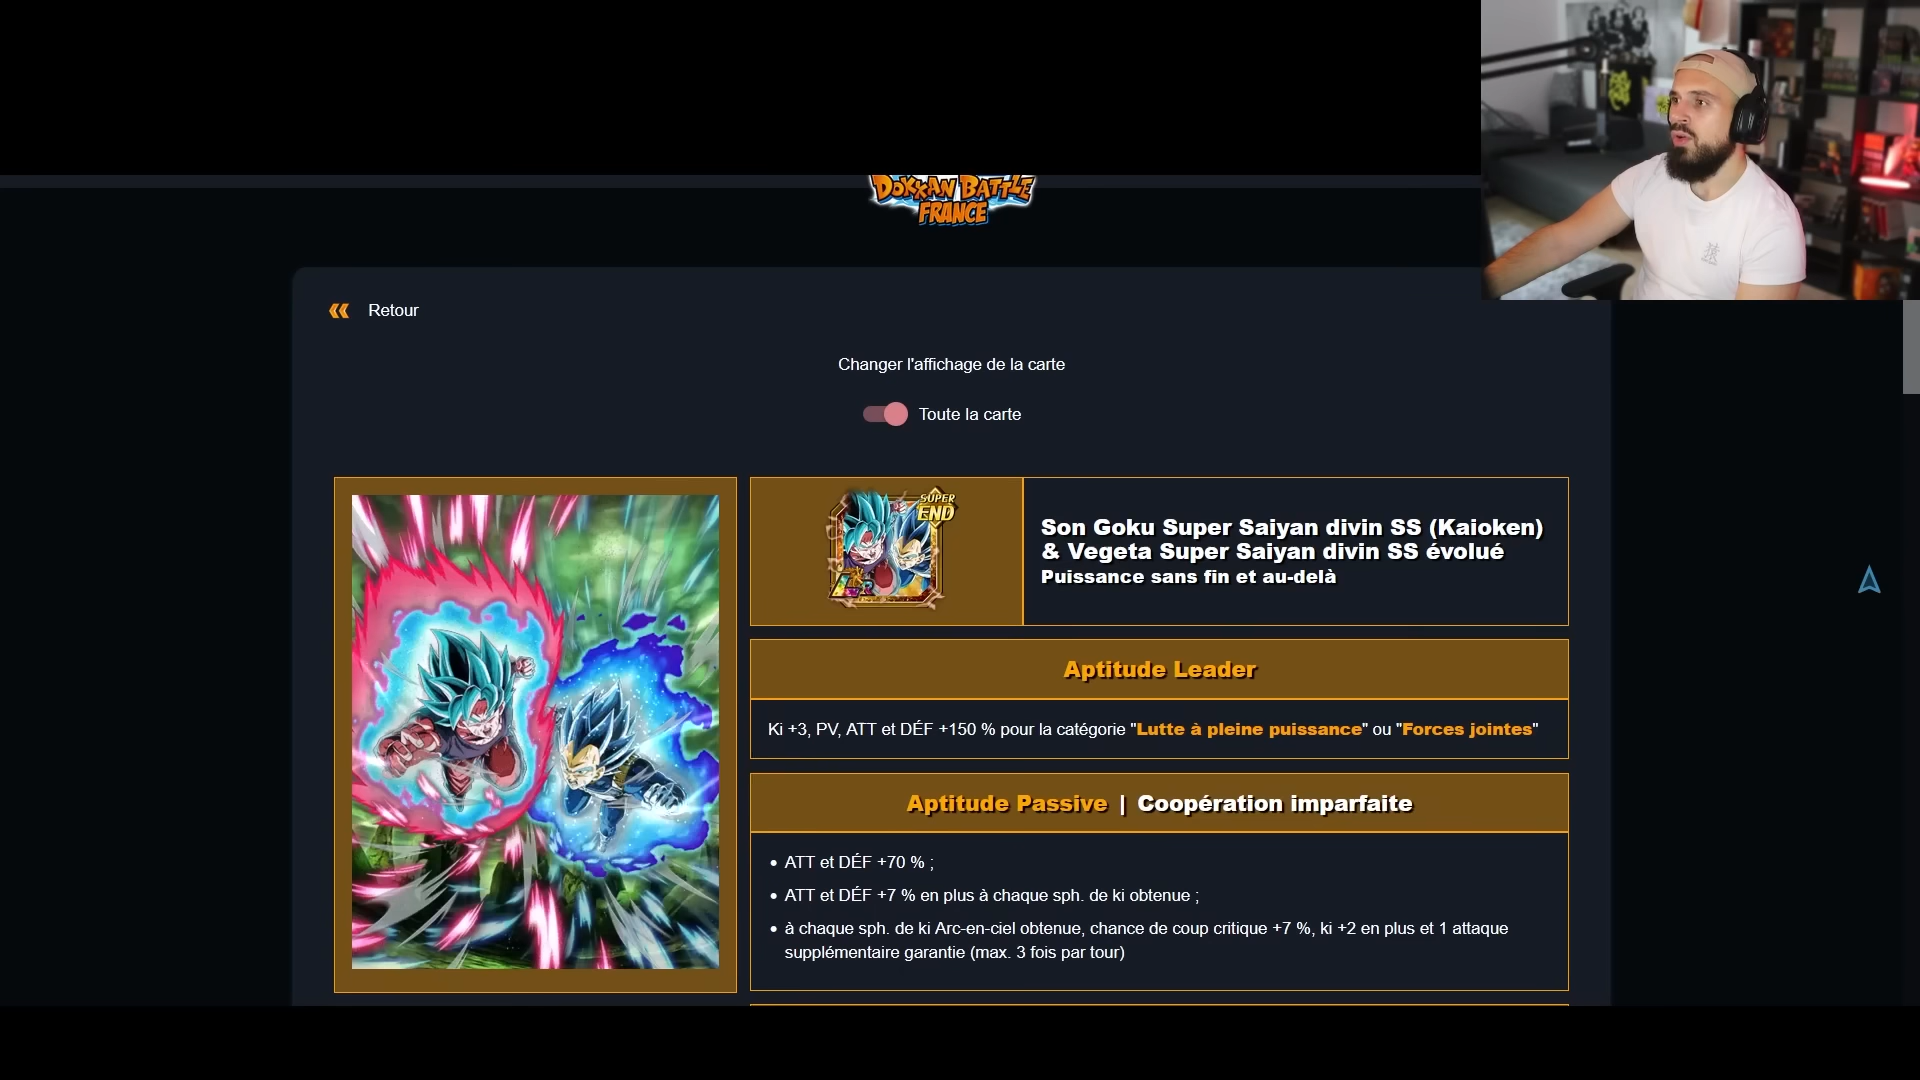 DOKKAN BATTLE
FRANCE
Retour
Changer l'affichage de la carte
Toute la carte
SUPER
END
Son Goku Super Saiyan divin SS (Kaioken)
& Vegeta Super Saiyan divin SS évolué
Puissance sans fin et au-delà
Aptitude Leader
Ki +3, PV, ATT et DÉF +150 % pour la catégorie "Lutte à pleine puissance" ou "Forces jointes"
Aptitude Passive | Coopération imparfaite
• ATT et DÉF +70 % ;
• ATT et DÉF +7 % en plus à chaque sph. de ki obtenue ;
• à chaque sph. de ki Arc-en-ciel obtenue, chance de coup critique +7 %, ki +2 en plus et 1 attaque
supplémentaire garantie (max. 3 fois par tour)